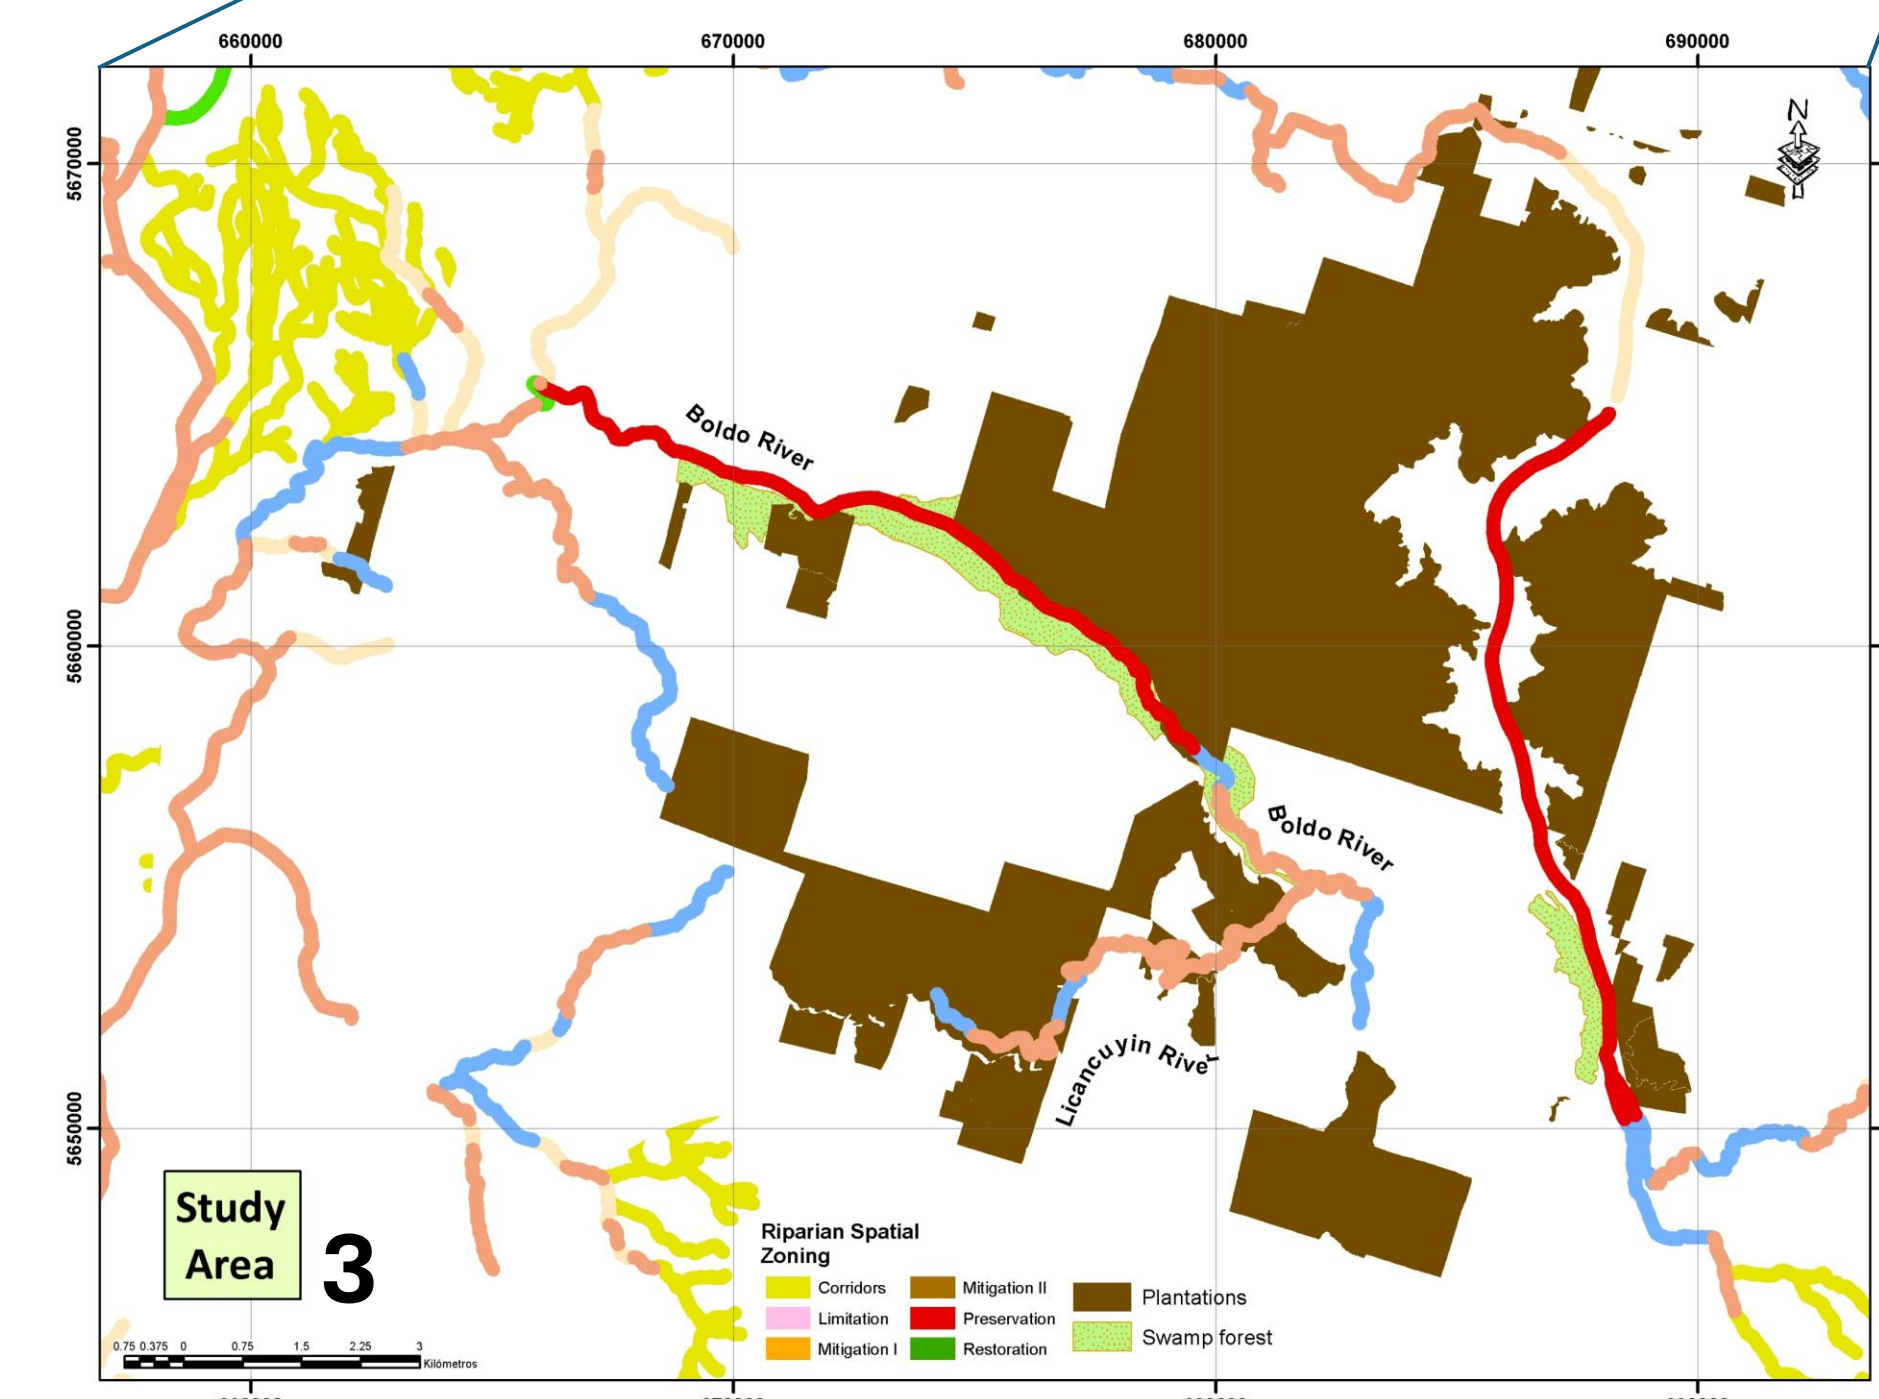 660000 670000 680000 690000
N
5670000
Boldo River
5660000
Boldo River
Licancuyin River
5650000
Study
Area
3
Riparian Spatial
Zoning
Corridors
Limitation
Mitigation I
Mitigation II
Preservation
Restoration
Plantations
Swamp forest
0.75 0.375 0 0.75 1.5 2.25 3
Kilómetros